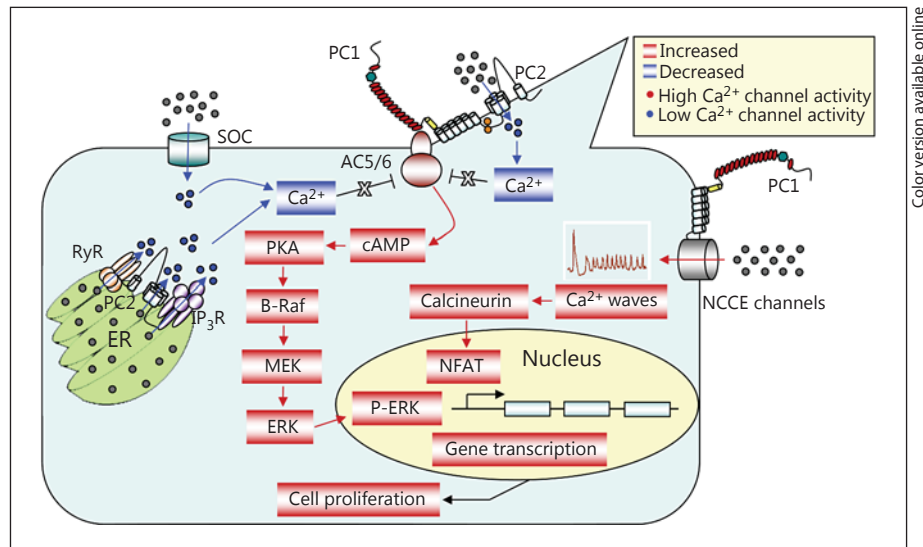 PC1
PC2
Increased
Decreased
High Ca²⁺ channel activity
Low Ca²⁺ channel activity
Color version available online
SOC
AC5/6
Ca²⁺
X
X
Ca²⁺
PC1
RyR
PC2
IP₃R
ER
PKA
cAMP
B-Raf
MEK
ERK
Calcineurin
Ca²⁺ waves
NCCE channels
Nucleus
NFAT
P-ERK
Gene transcription
Cell proliferation